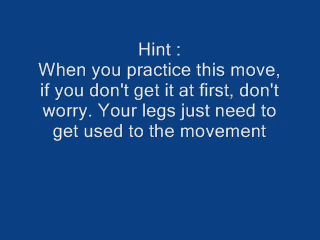 Hint :
When you practice this move,
if you don't get it at first, don't
worry. Your legs just need to
get used to the movement